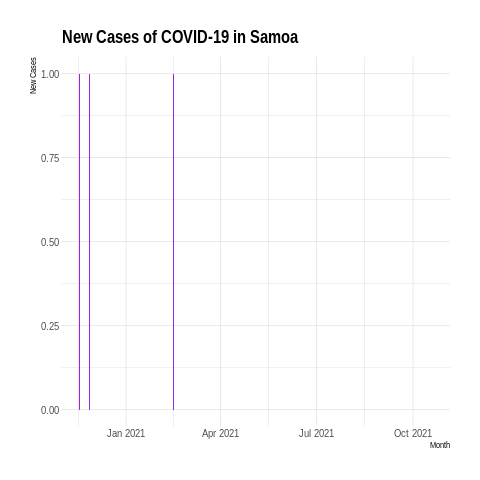 New Cases of COVID-19 in Samoa
New Cases
1.00
0.75
0.50
0.25
0.00
Jan 2021 Apr 2021 Jul 2021 Oct 2021
Month